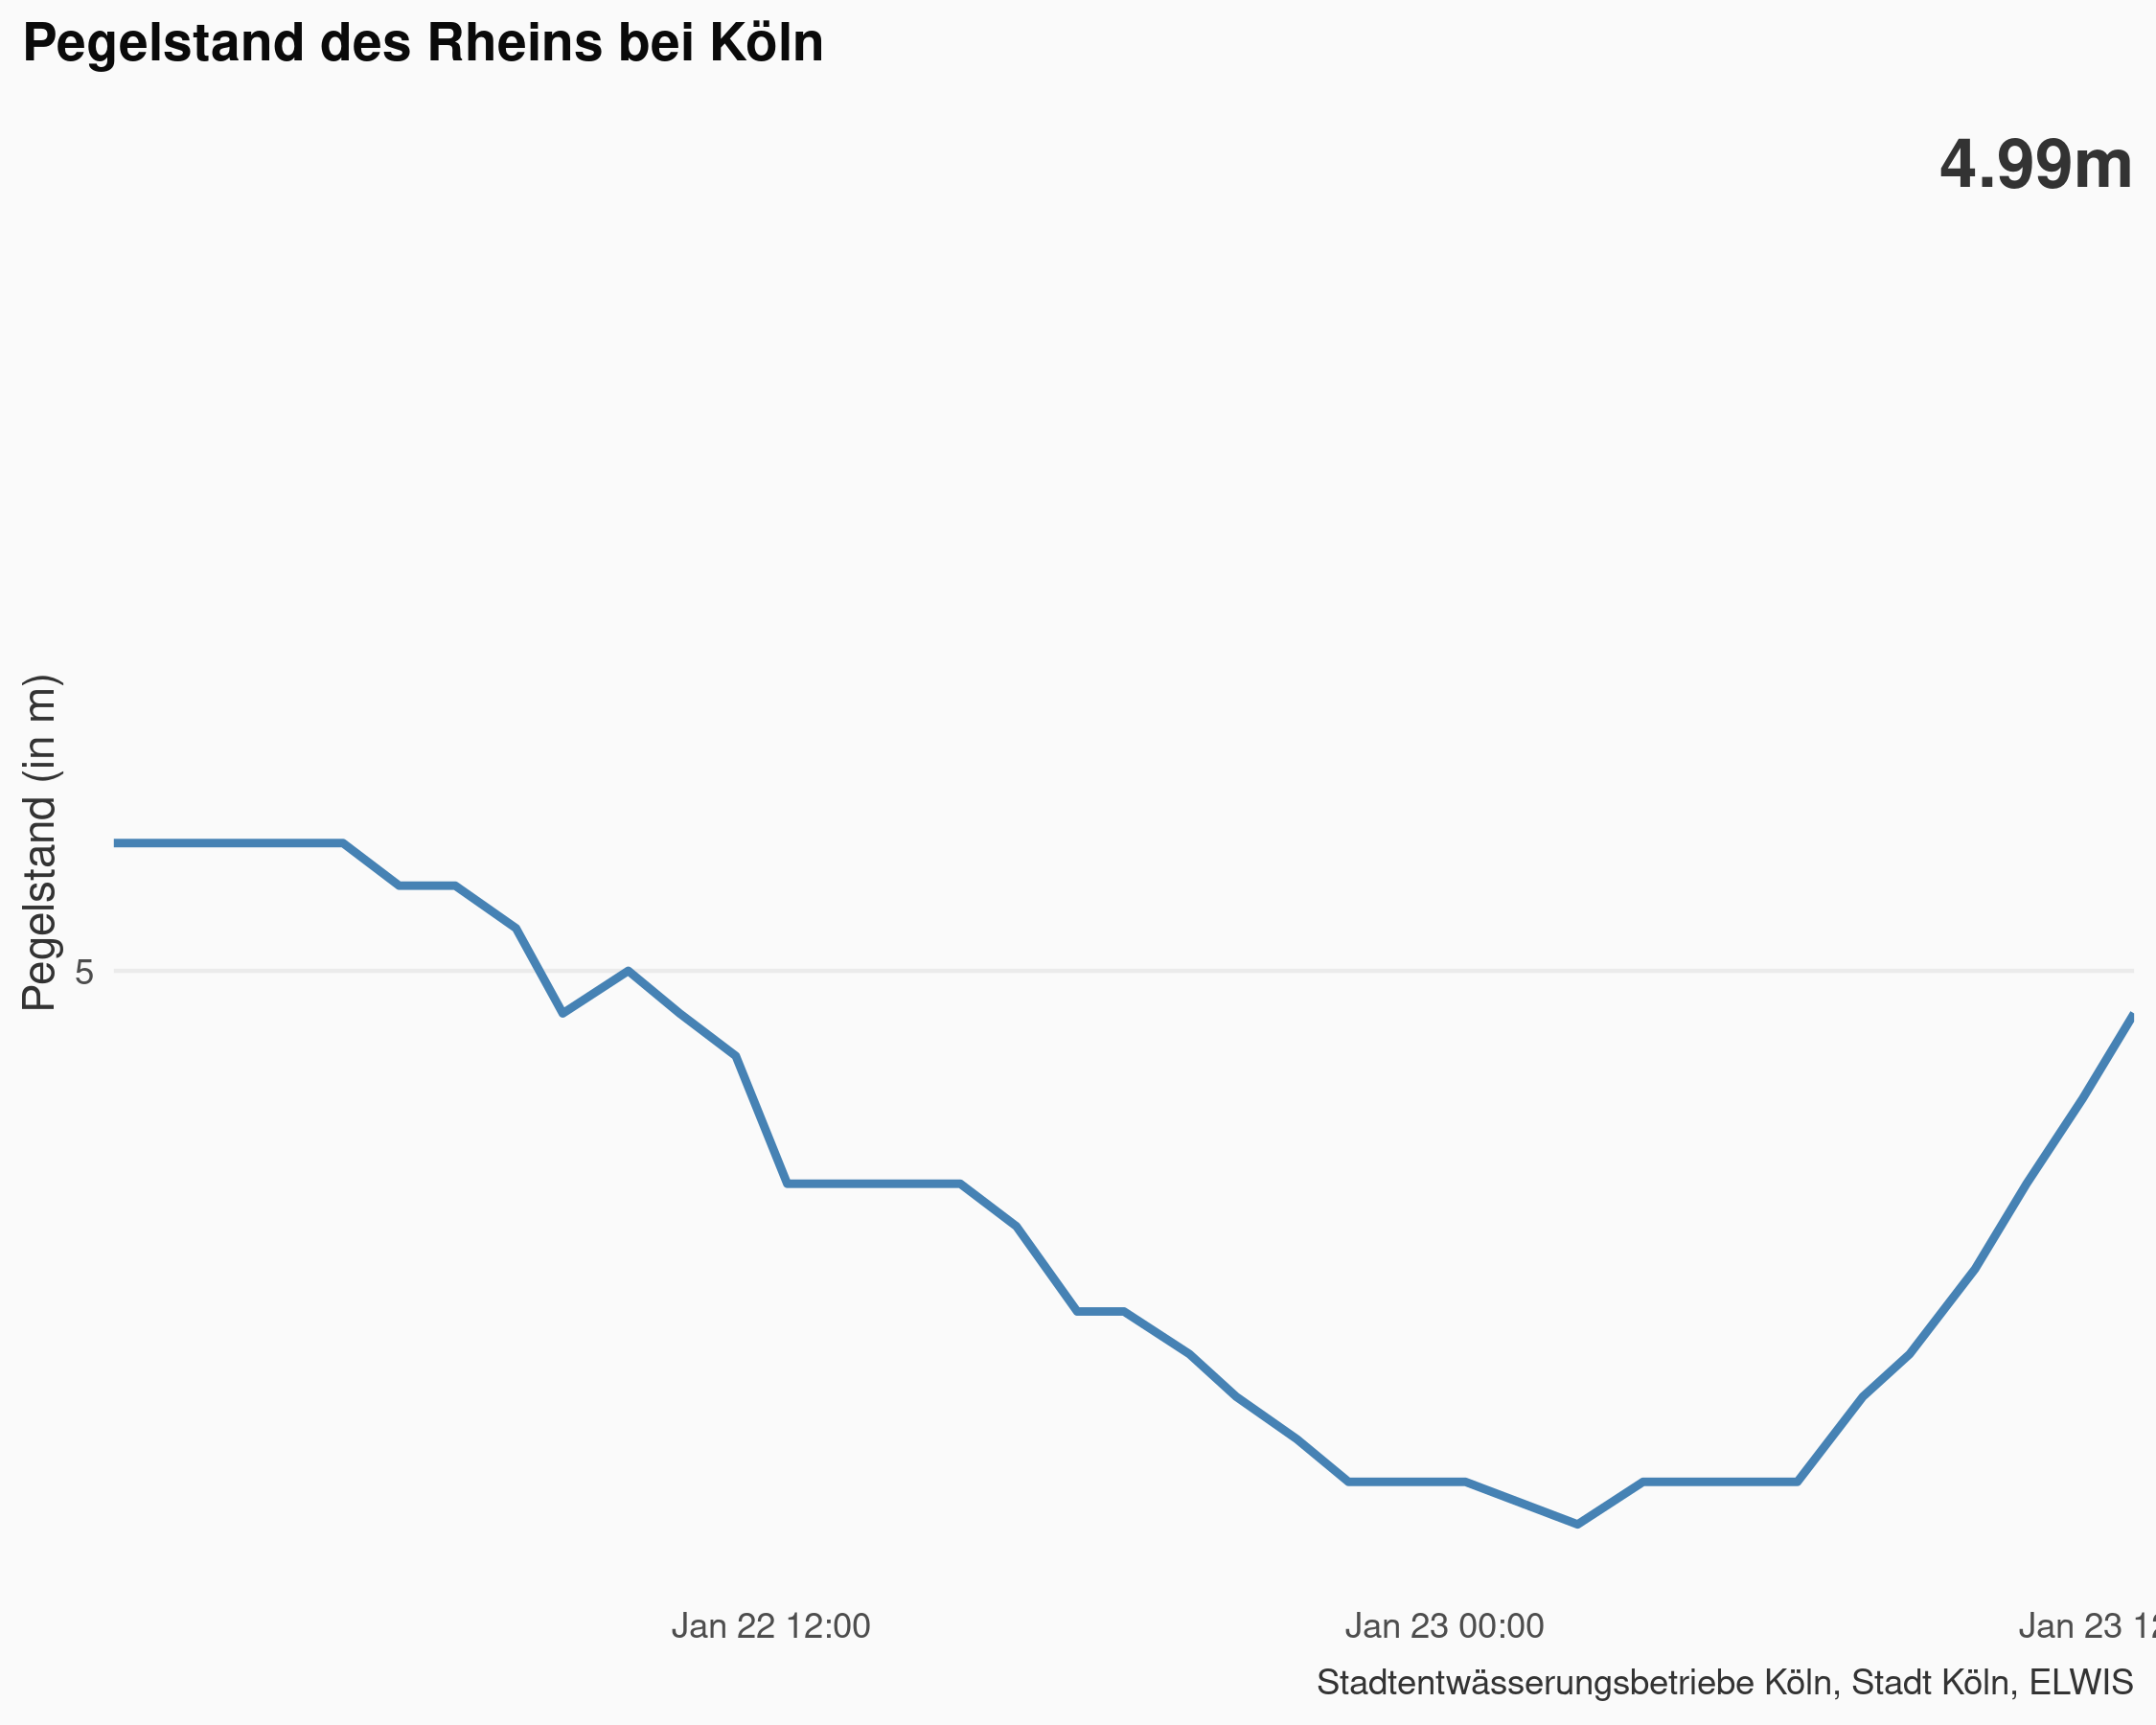 Pegelstand des Rheins bei Köln
4.99m
Pegelstand (in m)
5
Jan 22 12:00
Jan 23 00:00
Jan 23 12
Stadtentwässerungsbetriebe Köln, Stadt Köln, ELWIS